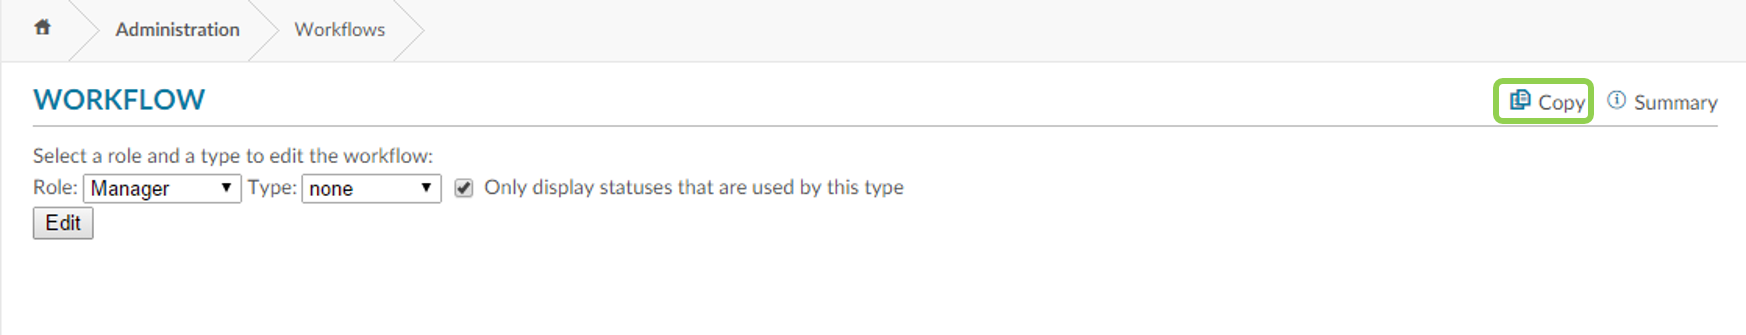 Administration Workflows
WORKFLOW
Copy Summary
Select a role and a type to edit the workflow:
Role: Manager Type: none Only display statuses that are used by this type
Edit